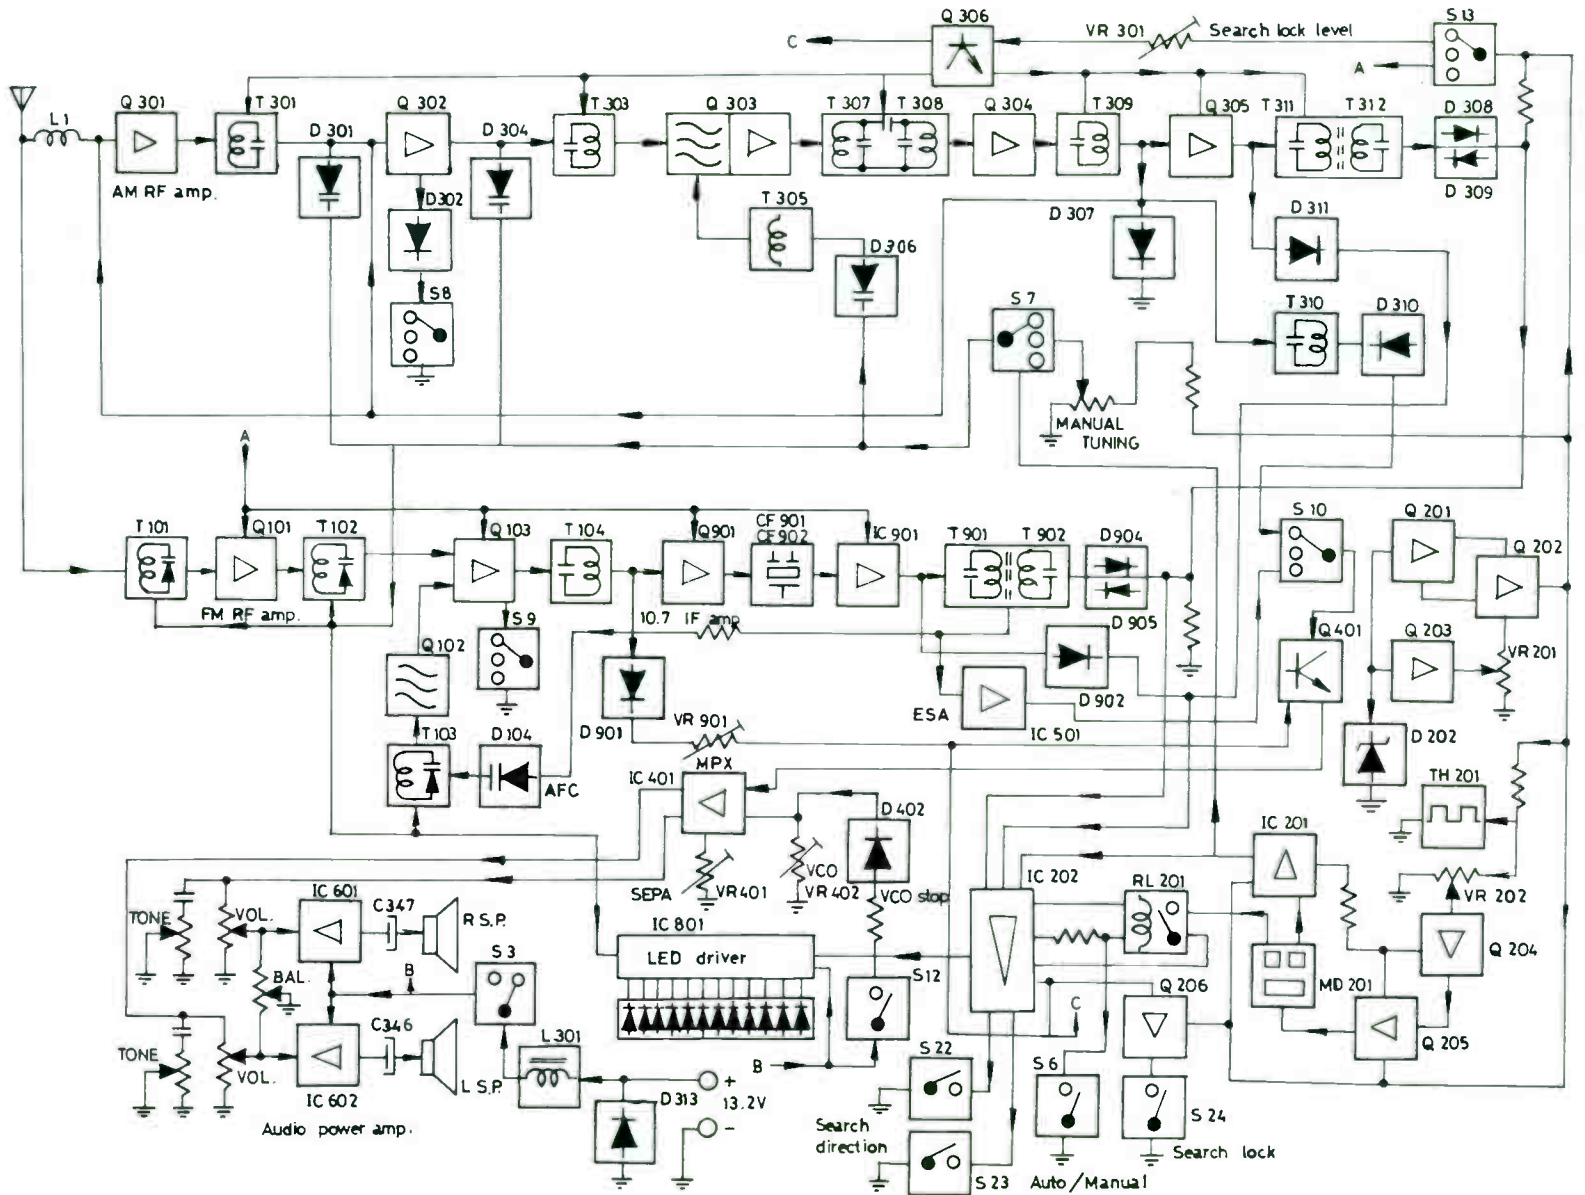 Q 306
S 13
C
VR 301
Search lock level
A
Q 301
T 301
Q 302
T 303
Q 303
T 307
T 308
Q 304
T 309
Q 305
T 311
T 312
D 308
L 1
D 301
D 304
AM RF amp.
D 309
D302
T 305
D 307
D 311
D306
S8
S 7
T 310
D 310
MANUAL
TUNING
A
T 101
Q101
T 102
Q 103
T 104
Q901
CF 901
CF 902
IC 901
T 901
T 902
D 904
S 10
Q 201
Q 202
FM RF amp.
S 9
10.7 IF amp
D 905
Q401
Q 203
VR 201
Q 102
ESA
D 902
D 901
VR 901
IC 501
D 202
T 103
D 104
AFC
IC 401
MPX
D 402
TH 201
IC 201
SEPA
VR401
VCO
VR 402
VCO stop
IC 202
RL 201
VR 202
IC 601
C347
TONE
VOL.
R S.P.
IC 801
LED driver
S 3
S12
Q 204
BAL.
B
MD 201
Q 206
C
C346
Q 205
L 301
TONE
VOL.
L S.P.
B
S 22
S 6
IC 602
D313
+
13.2V
-
S 24
Audio power amp.
Search
direction
Search lock
S 23
Auto/Manual